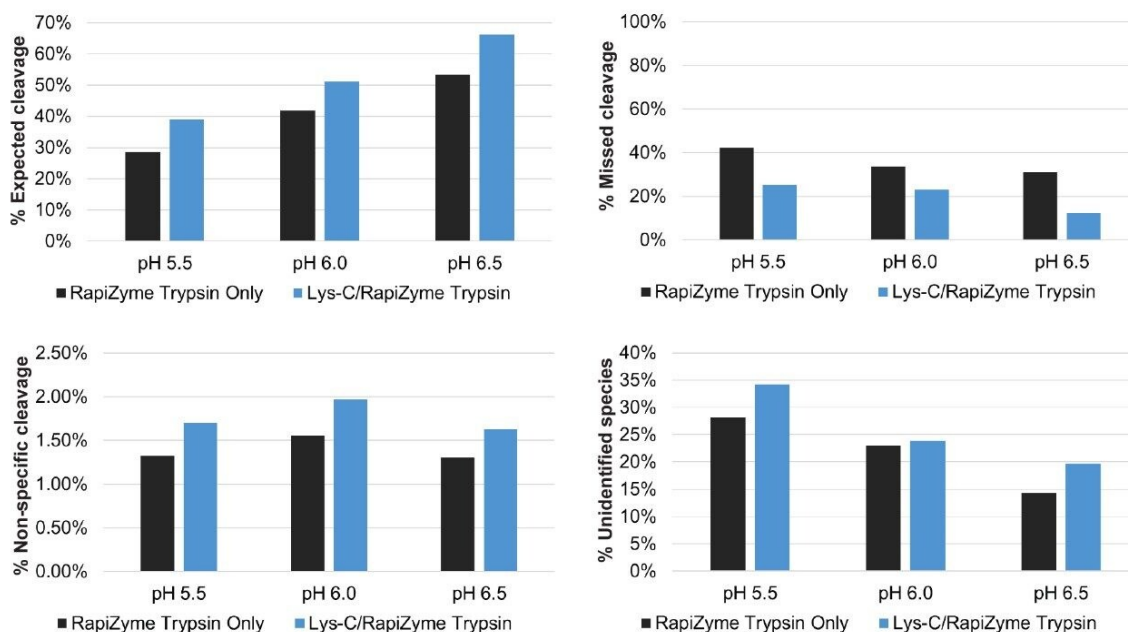 % Expected cleavage
70%
60%
50%
40%
30%
20%
10%
0%
pH 5.5 pH 6.0 pH 6.5
RapiZyme Trypsin Only Lys-C/RapiZyme Trypsin
% Missed cleavage
100%
80%
60%
40%
20%
0%
pH 5.5 pH 6.0 pH 6.5
RapiZyme Trypsin Only Lys-C/RapiZyme Trypsin
% Non-specific cleavage
2.50%
2.00%
1.50%
1.00%
0.50%
0.00%
pH 5.5 pH 6.0 pH 6.5
RapiZyme Trypsin Only Lys-C/RapiZyme Trypsin
% Unidentified species
40%
35%
30%
25%
20%
15%
10%
5%
0%
pH 5.5 pH 6.0 pH 6.5
RapiZyme Trypsin Only Lys-C/RapiZyme Trypsin